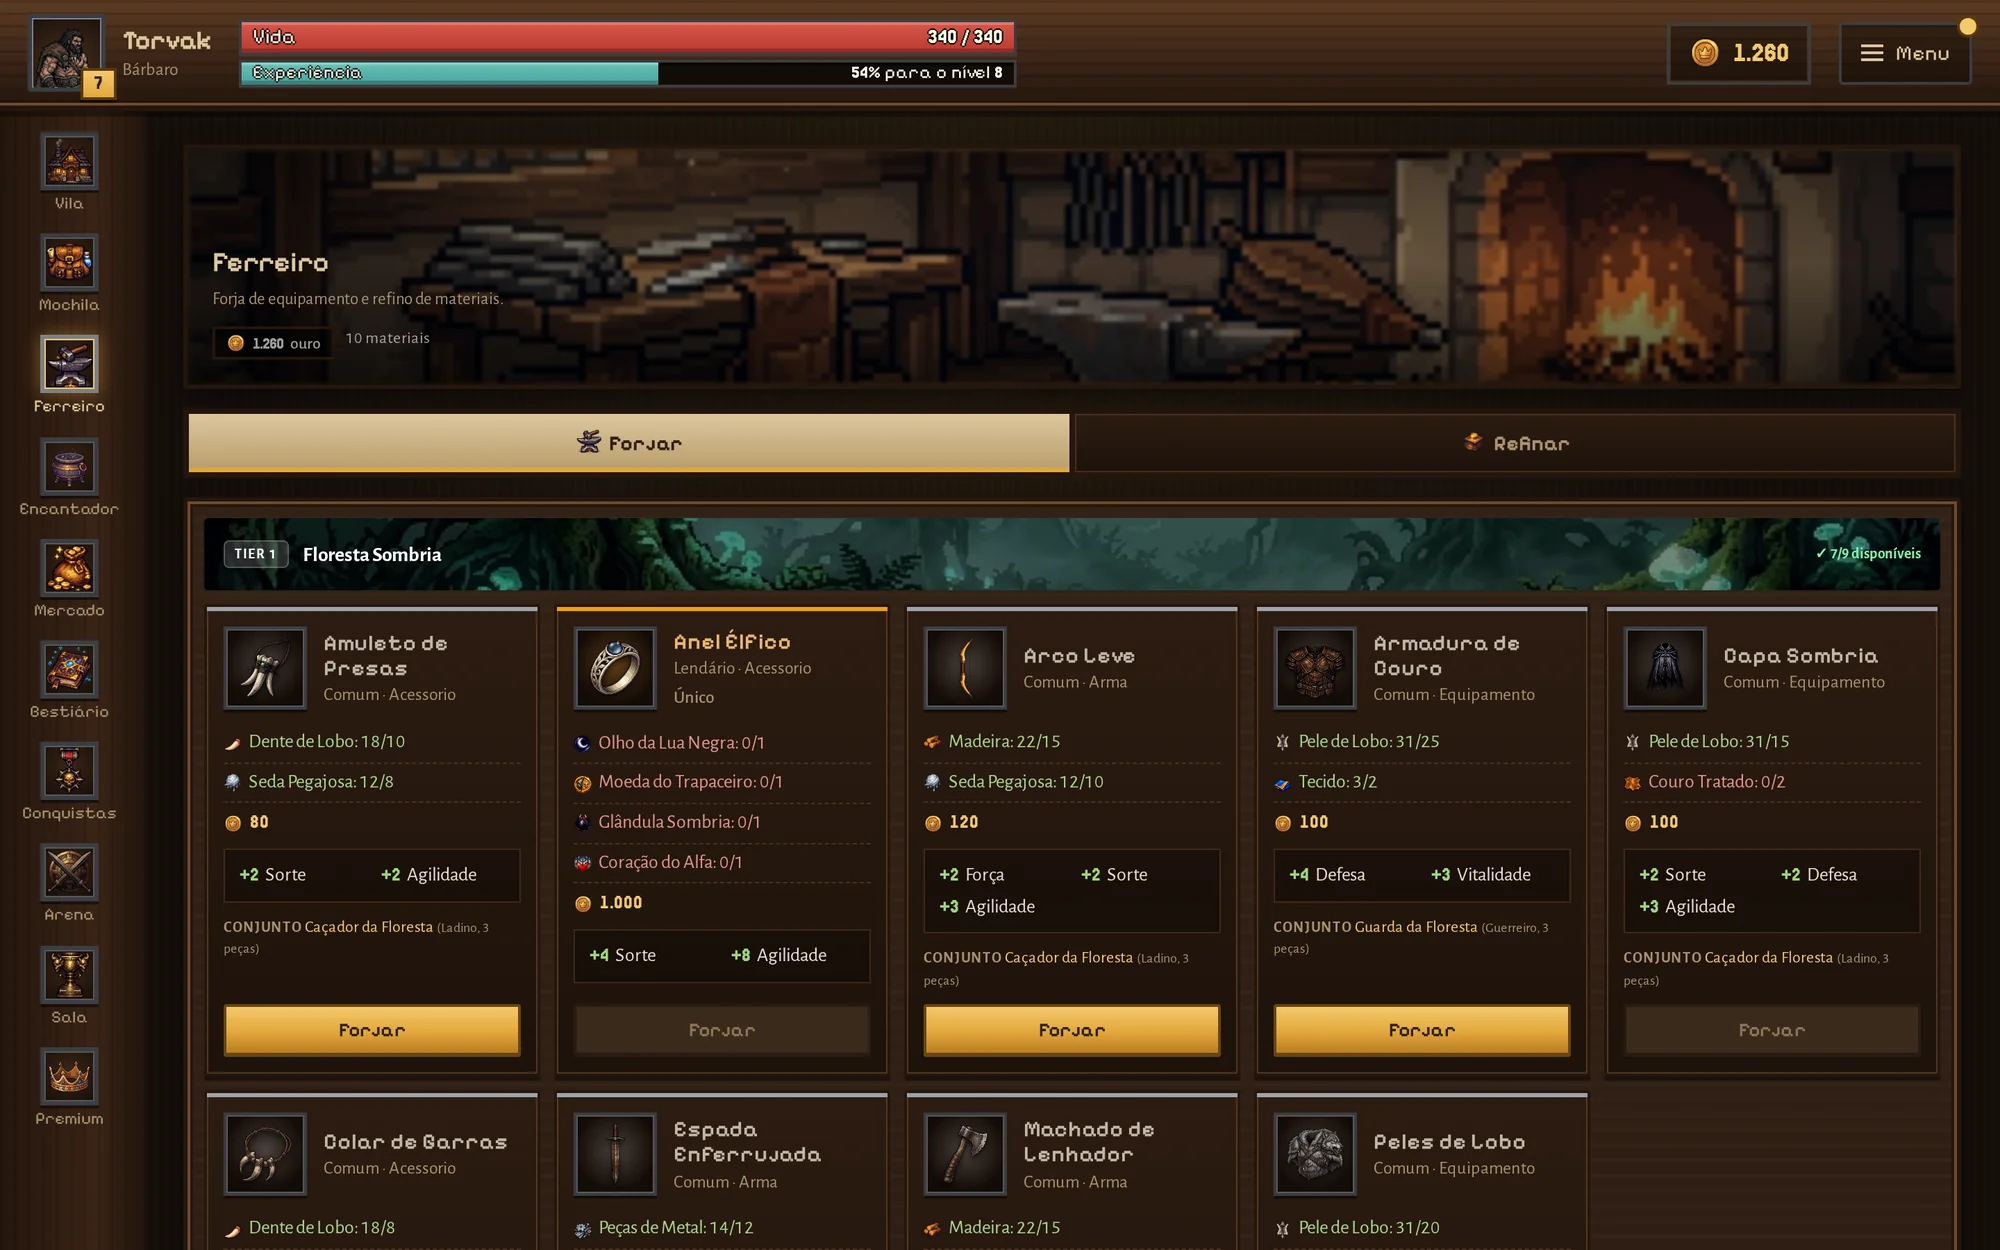 Torvak
Bárbaro
7
Vida
340 / 340
Experiência
54% para o nível 8
1.260
Menu
Vila
Mochila
Ferreiro
Encantador
Mercado
Bestiário
Conquistas
Arena
Sala
Premium
Ferreiro
Forja de equipamento e refino de materiais.
1.260 ouro
10 materiais
Forjar
Refinar
TIER 1
Floresta Sombria
✓ 7/9 disponíveis
Amuleto de
Presas
Comum · Acessorio
Dente de Lobo: 18/10
Seda Pegajosa: 12/8
80
+2 Sorte
+2 Agilidade
CONJUNTO Caçador da Floresta (Ladino, 3
peças)
Forjar
Anel Élfico
Lendário · Acessorio
Único
Olho da Lua Negra: 0/1
Moeda do Trapaceiro: 0/1
Glândula Sombria: 0/1
Coração do Alfa: 0/1
1.000
+4 Sorte
+8 Agilidade
Forjar
Arco Leve
Comum · Arma
Madeira: 22/15
Seda Pegajosa: 12/10
120
+2 Força
+2 Sorte
+3 Agilidade
CONJUNTO Caçador da Floresta (Ladino, 3
peças)
Forjar
Armadura de
Couro
Comum · Equipamento
Pele de Lobo: 31/25
Tecido: 3/2
100
+4 Defesa
+3 Vitalidade
CONJUNTO Guarda da Floresta (Guerreiro, 3
peças)
Forjar
Capa Sombria
Comum · Equipamento
Pele de Lobo: 31/15
Couro Tratado: 0/2
100
+2 Sorte
+2 Defesa
+3 Agilidade
CONJUNTO Caçador da Floresta (Ladino, 3
peças)
Forjar
Colar de Garras
Comum · Acessorio
Dente de Lobo: 18/8
Espada
Enferrujada
Comum · Arma
Peças de Metal: 14/12
Machado de
Lenhador
Comum · Arma
Madeira: 22/15
Peles de Lobo
Comum · Equipamento
Pele de Lobo: 31/20